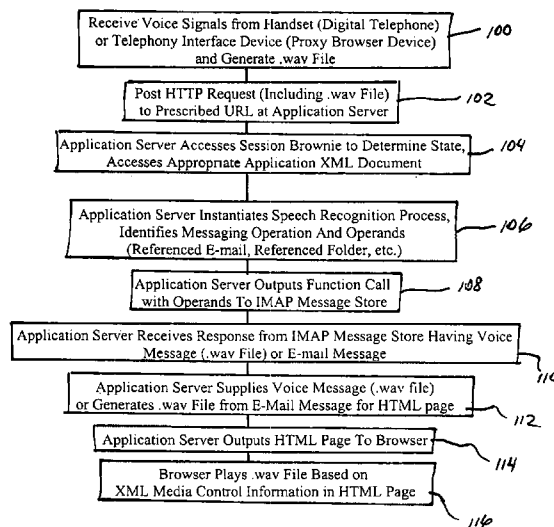 Receive Voice Signals from Handset (Digital Telephone)
or Telephony Interface Device (Proxy Browser Device)
and Generate .wav File
100
Post HTTP Request (Including .wav File)
to Prescribed URL at Application Server
102
Application Server Accesses Session Brownie to Determine State,
Accesses Appropriate Application XML Document
104
Application Server Instantiates Speech Recognition Process,
Identifies Messaging Operation And Operands
(Referenced E-mail, Referenced Folder, etc.)
106
Application Server Outputs Function Call
with Operands To IMAP Message Store
108
Application Server Receives Response from IMAP Message Store Having Voice
Message (.wav File) or E-mail Message
110
Application Server Supplies Voice Message (.wav file)
or Generates .wav File from E-Mail Message for HTML page
112
Application Server Outputs HTML Page To Browser
114
Browser Plays .wav File Based on
XML Media Control Information in HTML Page
116